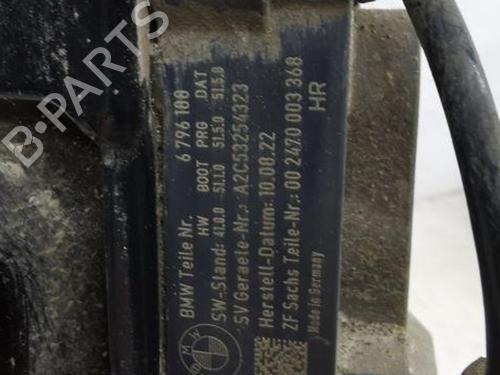 BMW Teile Nr. 6 796 188
HW BOOT PRG DAT
SW-Stand: 41.0.0 51.1.0 51.5.0 51.5.0
SV Geraete-Nr.: A2C53254323
Herstell-Datum: 10.08.22
ZF Sachs Teile-Nr.: 00 2470 003 368
Made in Germany HR
BMW
B-PARTS